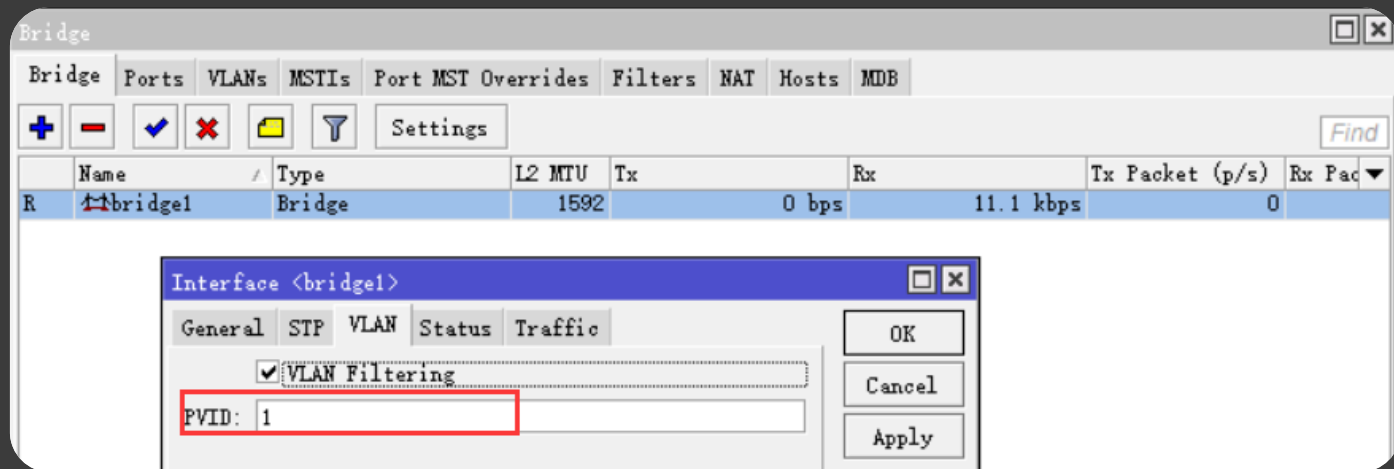 Bridge
Bridge Ports VLANs MSTIs Port MST Overrides Filters NAT Hosts MDB
Settings Find
Name Type L2 MTU Tx Rx Tx Packet (p/s) Rx Pac
R bridge1 Bridge 1592 0 bps 11.1 kbps 0
Interface <bridge1>
General STP VLAN Status Traffic
OK
VLAN Filtering
Cancel
PVID: 1
Apply